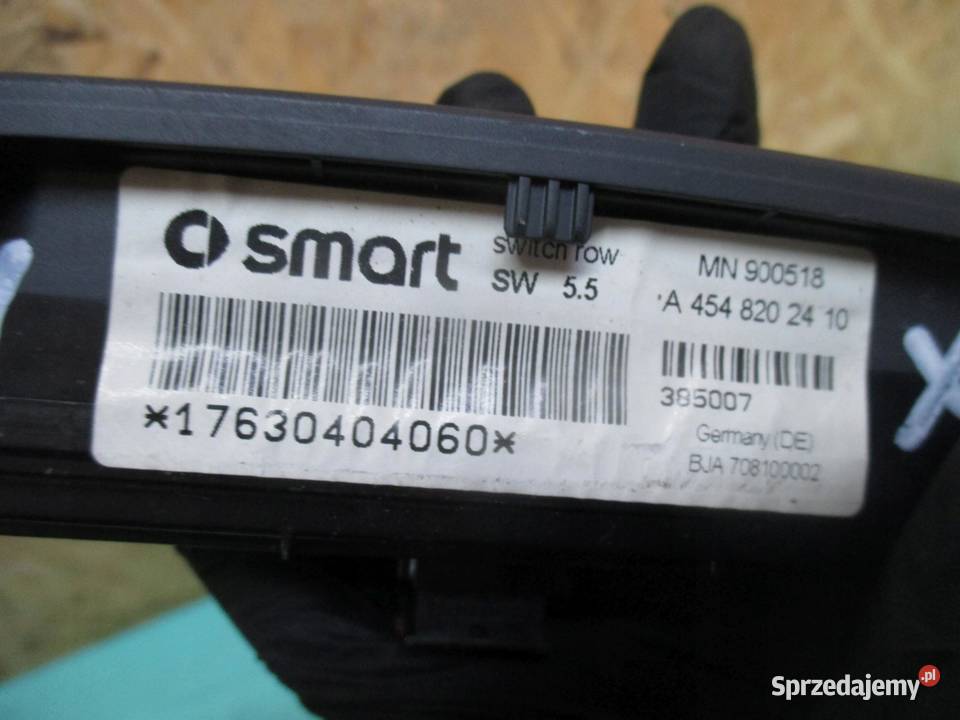 smart
switch row
SW 5.5
MN 900518
A 454 820 24 10
*17630404060*
385007
Germany (DE)
BJA 708100002
Sprzedajemy.pl